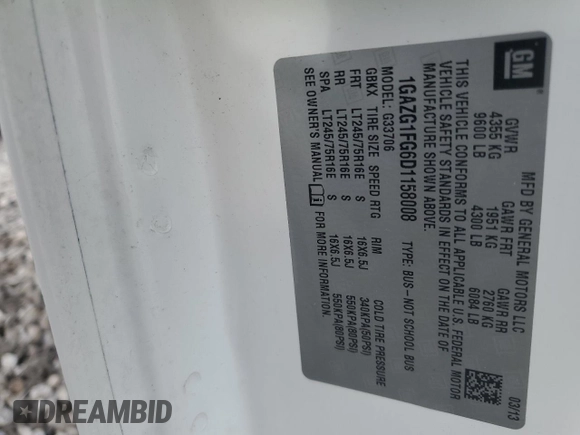 GM
MFD BY GENERAL MOTORS LLC
03/13
GVWR GAWR FRT GAWR RR
4355 KG 1951 KG 2760 KG
9600 LB 4300 LB 6084 LB
THIS VEHICLE CONFORMS TO ALL APPLICABLE U.S. FEDERAL MOTOR
VEHICLE SAFETY STANDARDS IN EFFECT ON THE DATE OF
MANUFACTURE SHOWN ABOVE.
1GAZG1FG6D1158008 TYPE: BUS-NOT SCHOOL BUS
MODEL: G33706
GBKX TIRE SIZE SPEED RTG RIM COLD TIRE PRESSURE
FRT LT245/75R16E S 16X6.5J 340KPA(50PSI)
RR LT245/75R16E S 16X6.5J 550KPA(80PSI)
SPA LT245/75R16E S 16X6.5J 550KPA(80PSI)
SEE OWNER'S MANUAL
DREAMBID